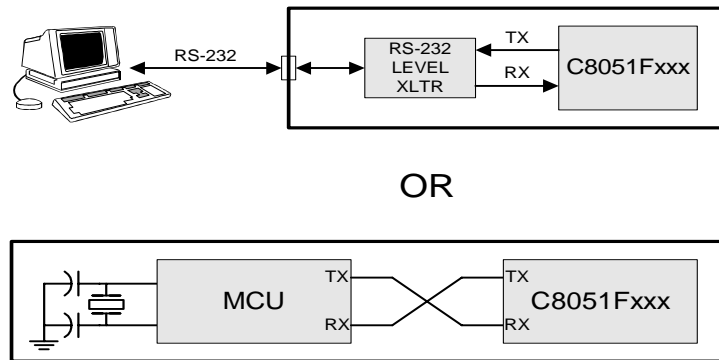 RS-232
RS-232
LEVEL
XLTR
TX
RX
C8051Fxxx
OR
MCU
TX
RX
TX
RX
C8051Fxxx